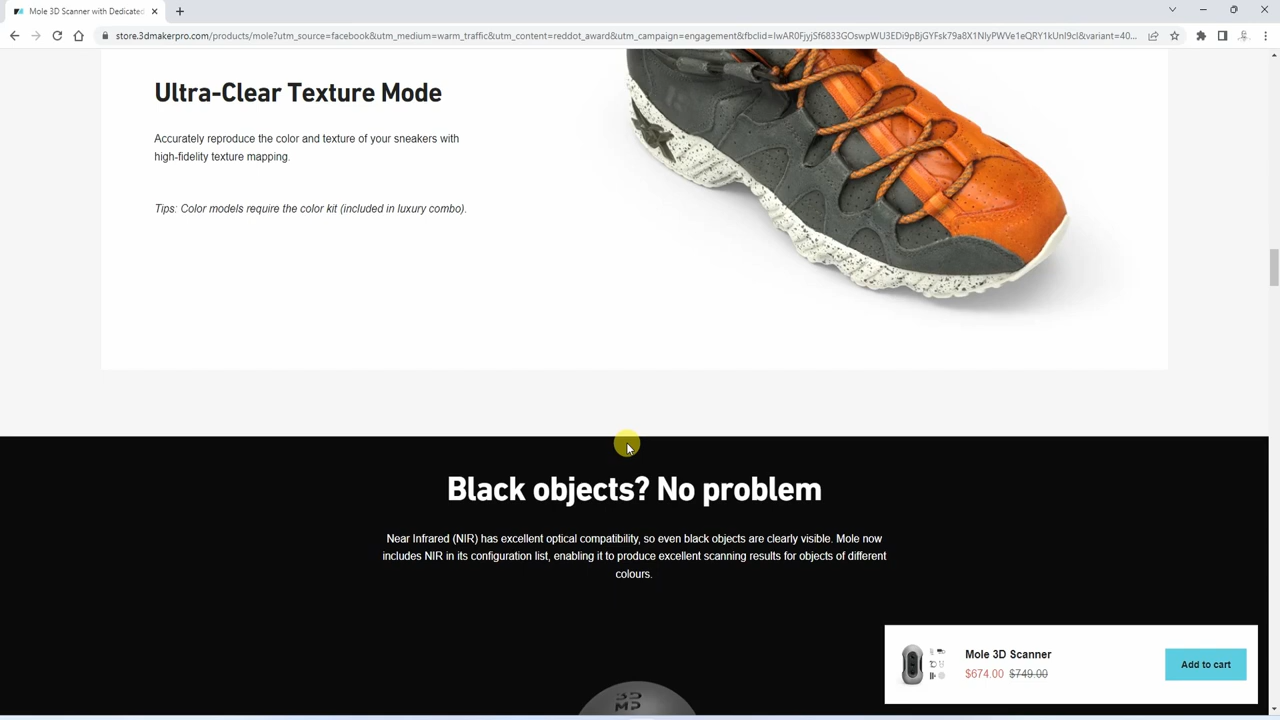 Mole 3D Scanner with Dedicated
store.3dmakerpro.com/products/mole?utm_source=facebook&utm_medium=warm_traffic&utm_content=reddot_award&utm_campaign=engagement&fbclid=IwAR0FjyjSf6833GOswpWU3EDi9pBjGYFsk79a8X1NlyPWVe1eQRY1kUnI9cI&variant=40...
Ultra-Clear Texture Mode
Accurately reproduce the color and texture of your sneakers with
high-fidelity texture mapping.
Tips: Color models require the color kit (included in luxury combo).
Black objects? No problem
Near Infrared (NIR) has excellent optical compatibility, so even black objects are clearly visible. Mole now
includes NIR in its configuration list, enabling it to produce excellent scanning results for objects of different
colours.
Mole 3D Scanner
$674.00 $749.00
Add to cart
3D
MP